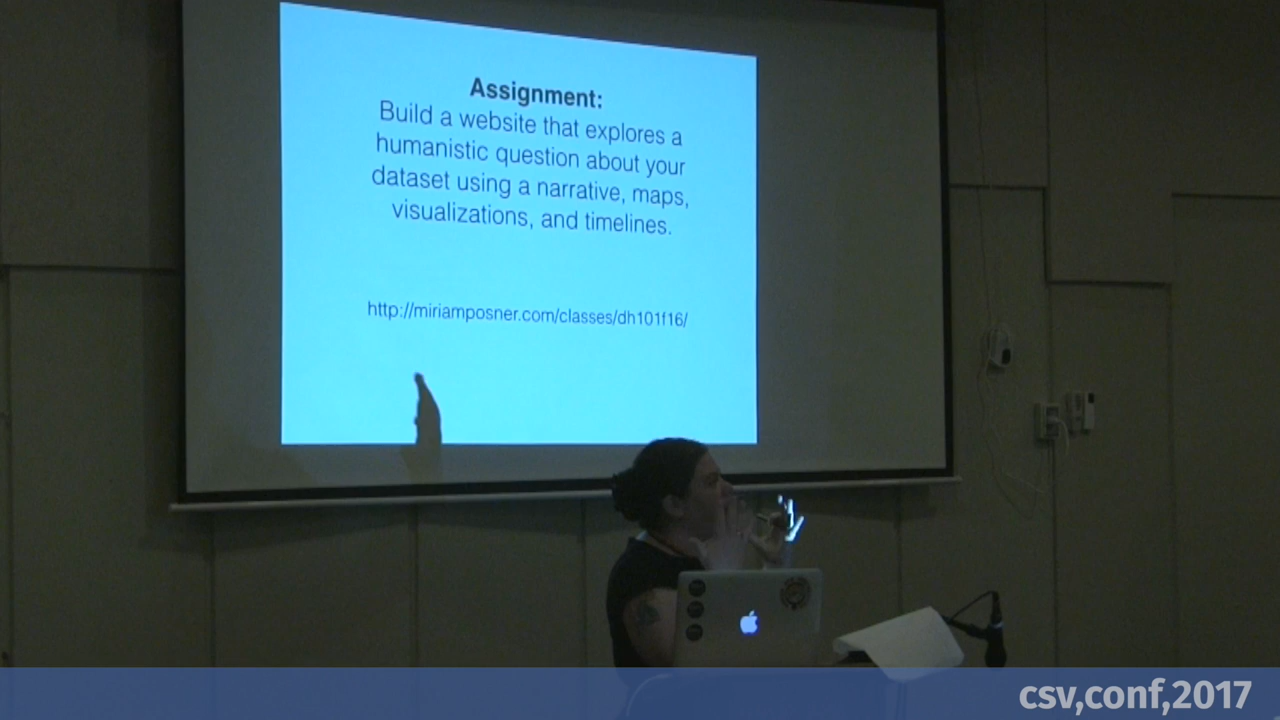 Assignment:
Build a website that explores a
humanistic question about your
dataset using a narrative, maps,
visualizations, and timelines.
http://miriamposner.com/classes/dh101f16/
csv,conf,2017